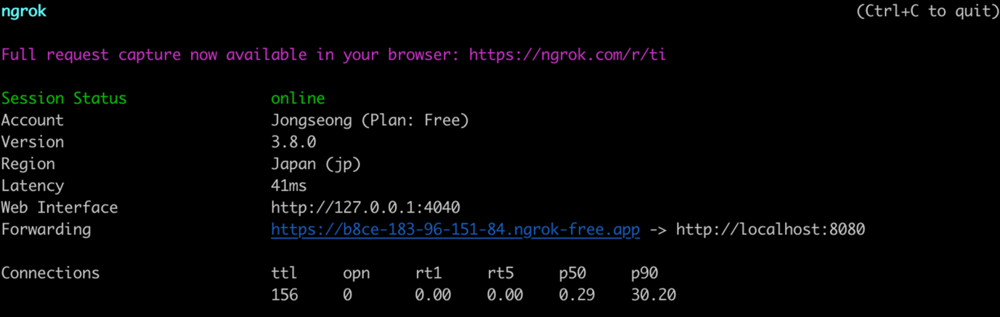 ngrok (Ctrl+C to quit)
Full request capture now available in your browser: https://ngrok.com/r/ti
Session Status online
Account Jongseong (Plan: Free)
Version 3.8.0
Region Japan (jp)
Latency 41ms
Web Interface http://127.0.0.1:4040
Forwarding https://b8ce-183-96-151-84.ngrok-free.app -> http://localhost:8080
Connections ttl opn rt1 rt5 p50 p90
156 0 0.00 0.00 0.29 30.20